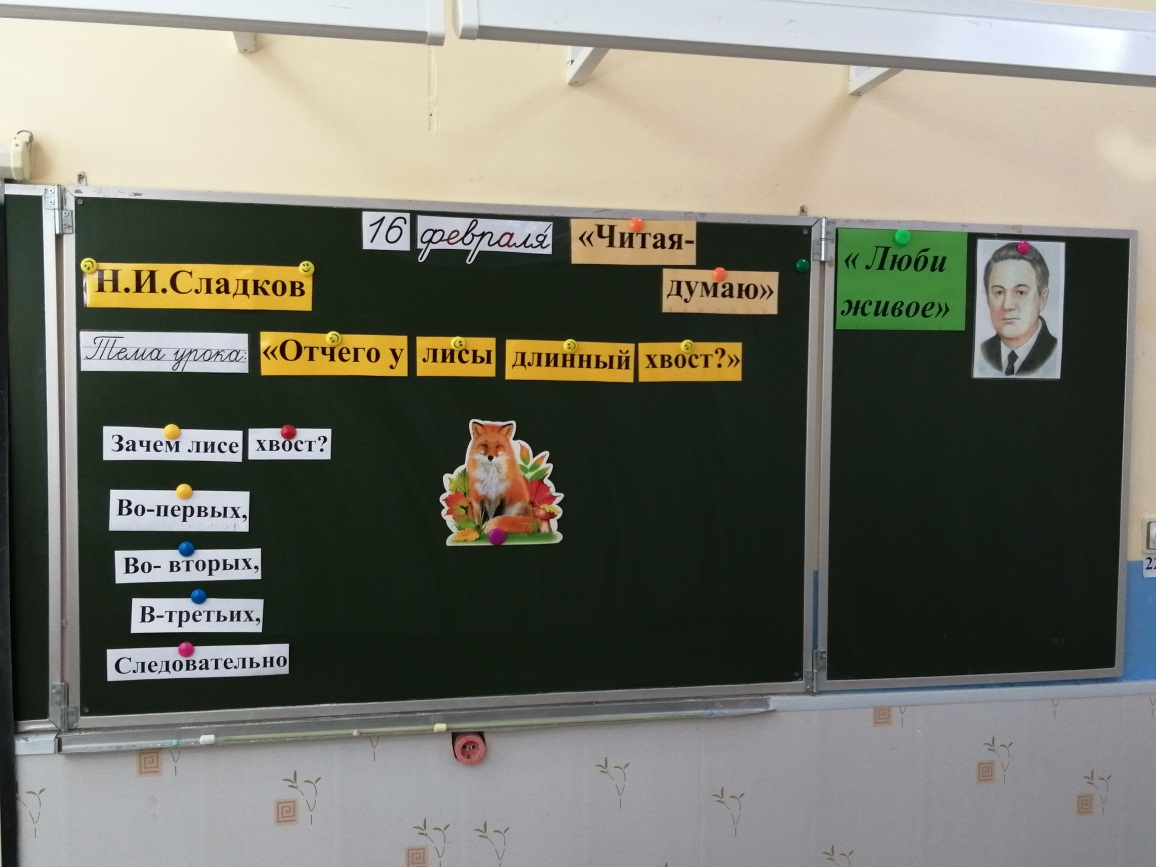 16 февраля
«Читая-
думаю»
Н.И.Сладков
Тема урока:
«Отчего у лисы длинный хвост?»
Зачем лисе хвост?
Во-первых,
Во- вторых,
В-третьих,
Следовательно
« Люби
живое»